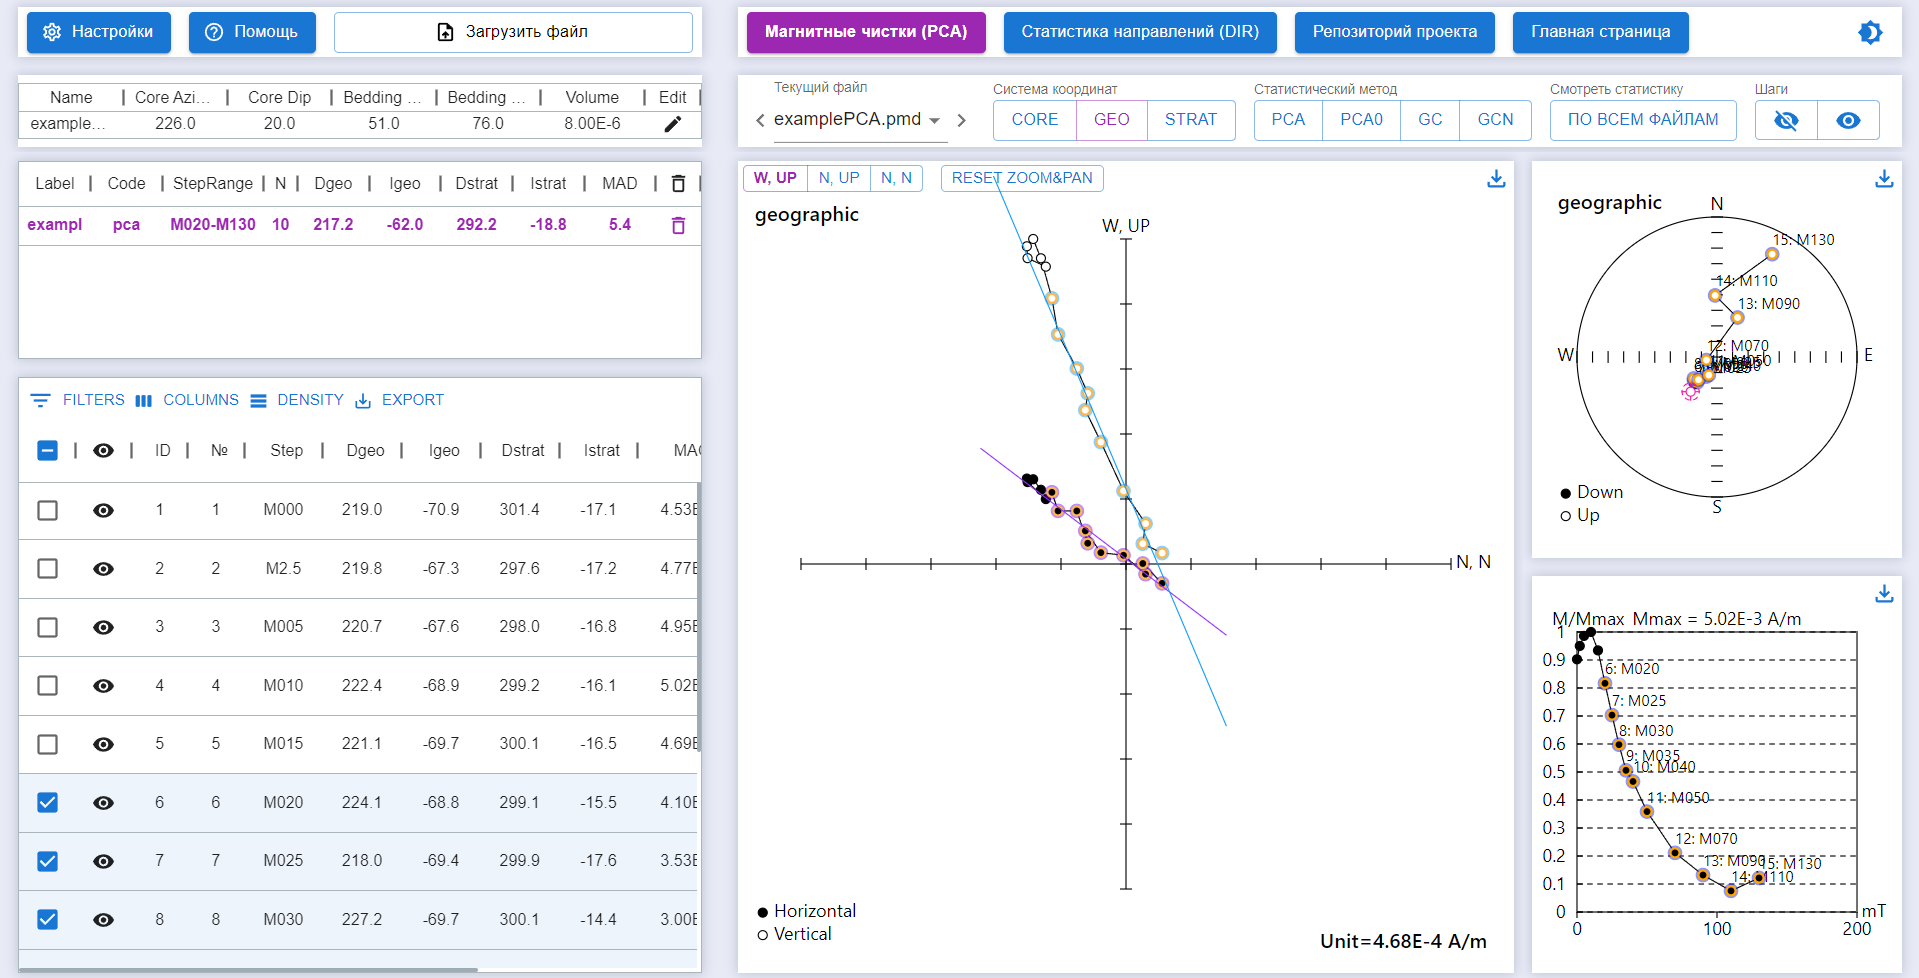 Настройки
Помощь
Загрузить файл
Магнитные чистки (PCA)
Статистика направлений (DIR)
Репозиторий проекта
Главная страница
Name Core Azi... Core Dip Bedding ... Bedding ... Volume Edit
example... 226.0 20.0 51.0 76.0 8.00E-6
Текущий файл
examplePCA.pmd
Система координат
CORE GEO STRAT
Статистический метод
PCA PCA0 GC GCN
Смотреть статистику
ПО ВСЕМ ФАЙЛАМ
Шаги
Label Code StepRange N Dgeo Igeo Dstrat Istrat MAD
exampl pca M020-M130 10 217.2 -62.0 292.2 -18.8 5.4
FILTERS COLUMNS DENSITY EXPORT
ID № Step Dgeo Igeo Dstrat Istrat MA
1 1 M000 219.0 -70.9 301.4 -17.1 4.53E
2 2 M2.5 219.8 -67.3 297.6 -17.2 4.77E
3 3 M005 220.7 -67.6 298.0 -16.8 4.95E
4 4 M010 222.4 -68.9 299.2 -16.1 5.02E
5 5 M015 221.1 -69.7 300.1 -16.5 4.69E
6 6 M020 224.1 -68.8 299.1 -15.5 4.10E
7 7 M025 218.0 -69.4 299.9 -17.6 3.53E
8 8 M030 227.2 -69.7 300.1 -14.4 3.00E
W, UP N, UP N, N
RESET ZOOM&PAN
geographic
W, UP
N, N
Horizontal
Vertical
Unit=4.68E-4 A/m
geographic
N
15: M130
14: M110
13: M090
12: M070
W
E
S
Down
Up
M/Mmax Mmax = 5.02E-3 A/m
1
0.9
0.8
0.7
0.6
0.5
0.4
0.3
0.2
0.1
0
6: M020
7: M025
8: M030
9: M035
10: M040
11: M050
12: M070
13: M090
15: M130
14: M110
mT
0 100 200